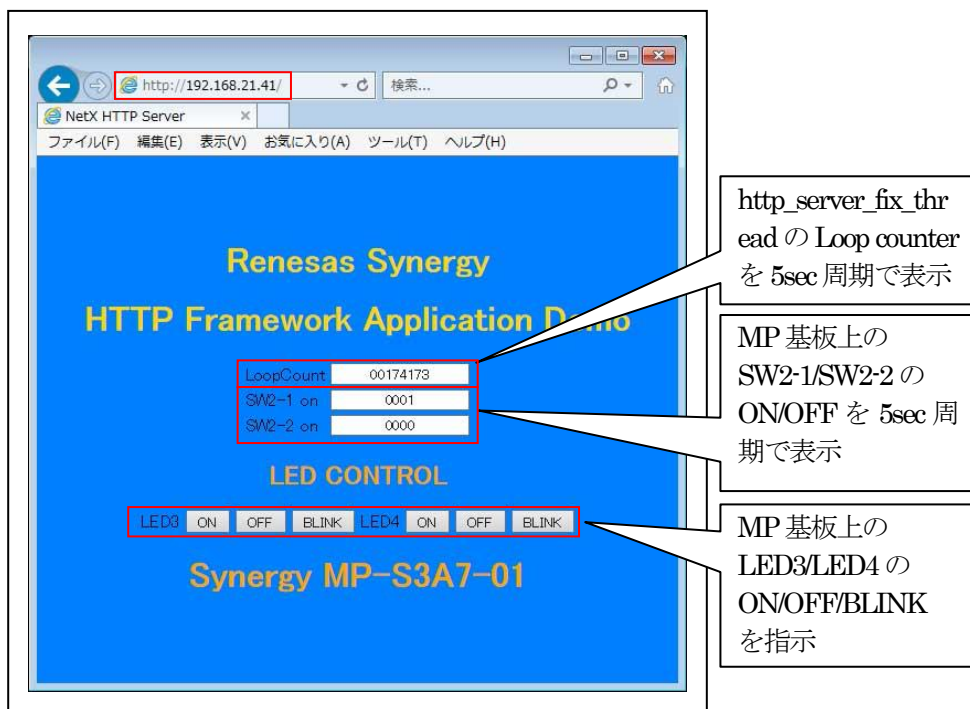 http://192.168.21.41/
検索...
NetX HTTP Server
ファイル(F) 編集(E) 表示(V) お気に入り(A) ツール(T) ヘルプ(H)
Renesas Synergy
HTTP Framework Application Demo
LoopCount 00174173
SW2-1 on 0001
SW2-2 on 0000
LED CONTROL
LED3 ON OFF BLINK LED4 ON OFF BLINK
Synergy MP-S3A7-01
http_server_fix_thr
ead の Loop counter
を 5sec 周期で表示
MP 基板上の
SW2-1/SW2-2 の
ON/OFF を 5sec 周
期で表示
MP 基板上の
LED3/LED4 の
ON/OFF/BLINK
を指示